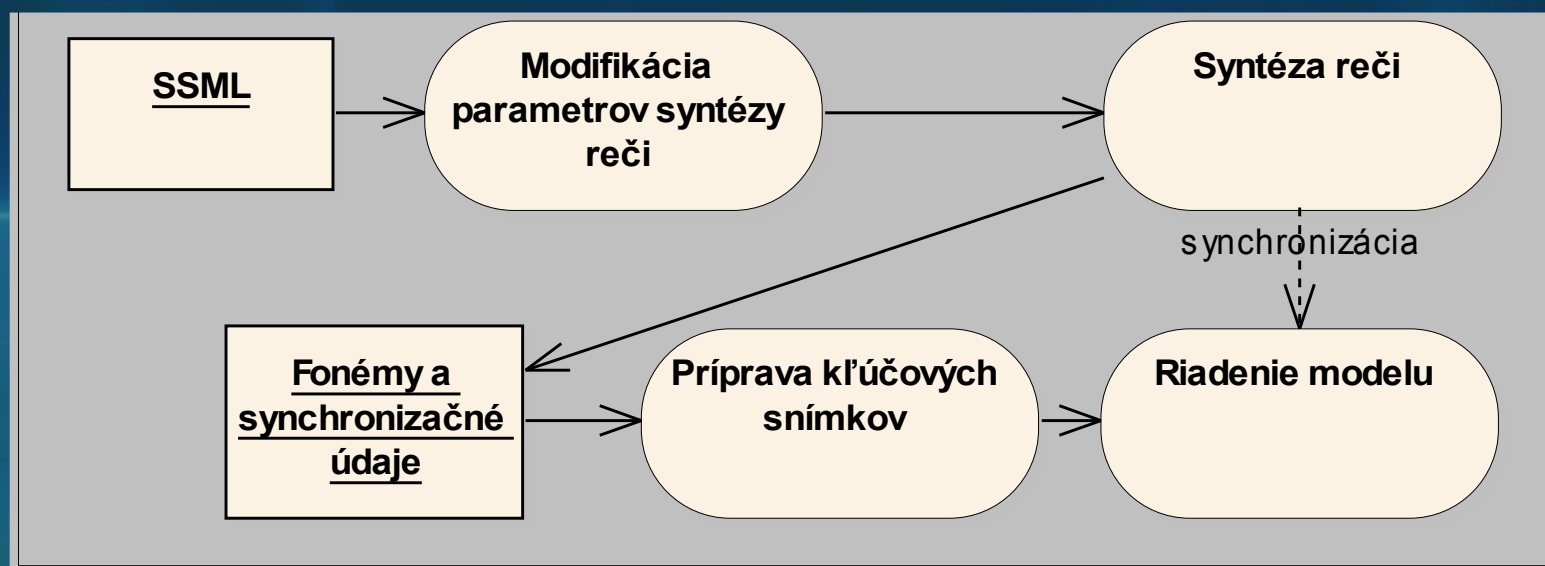 SSML
Modifikácia
parametrov syntézy
reči
Syntéza reči
synchronizácia
Fonémy a
synchronizačné
údaje
Príprava kľúčových
snímkov
Riadenie modelu